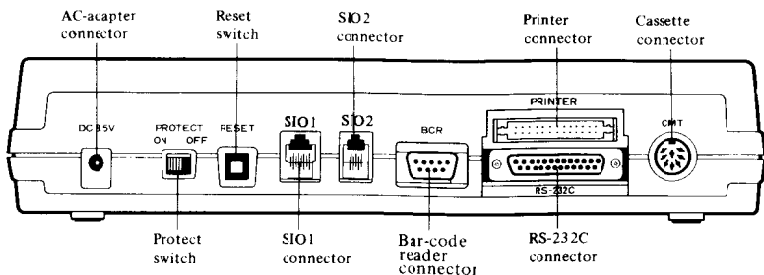 AC-acapter
connector
Reset
switch
SIO2
connector
Printer
connector
Cassette
connector
PRINTER
DC 8.5V
PROTECT
ON OFF
RESET
SIO1
SIO2
BCR
CMT
RS-232C
Protect
switch
SIO1
connector
Bar-code
reader
connector
RS-232C
connector